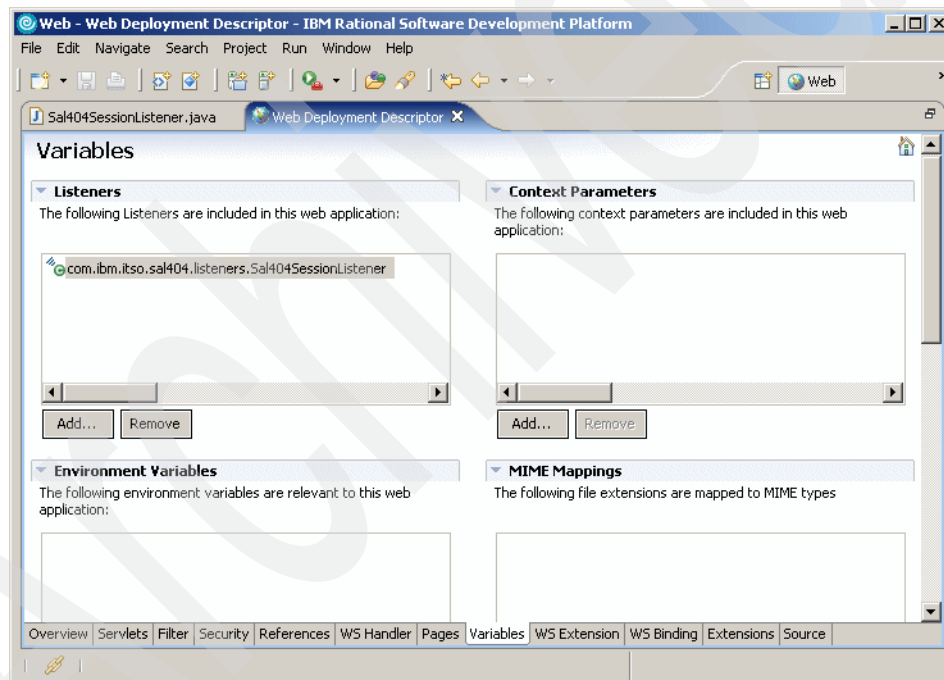 Web - Web Deployment Descriptor - IBM Rational Software Development Platform
File Edit Navigate Search Project Run Window Help
Web
Sal404SessionListener.java
Web Deployment Descriptor
Variables
Listeners
The following Listeners are included in this web application:
com.ibm.itso.sal404.listeners.Sal404SessionListener
Add... Remove
Context Parameters
The following context parameters are included in this web
application:
Add... Remove
Environment Variables
The following environment variables are relevant to this web
application:
MIME Mappings
The following file extensions are mapped to MIME types
Overview Servlets Filter Security References WS Handler Pages Variables WS Extension WS Binding Extensions Source